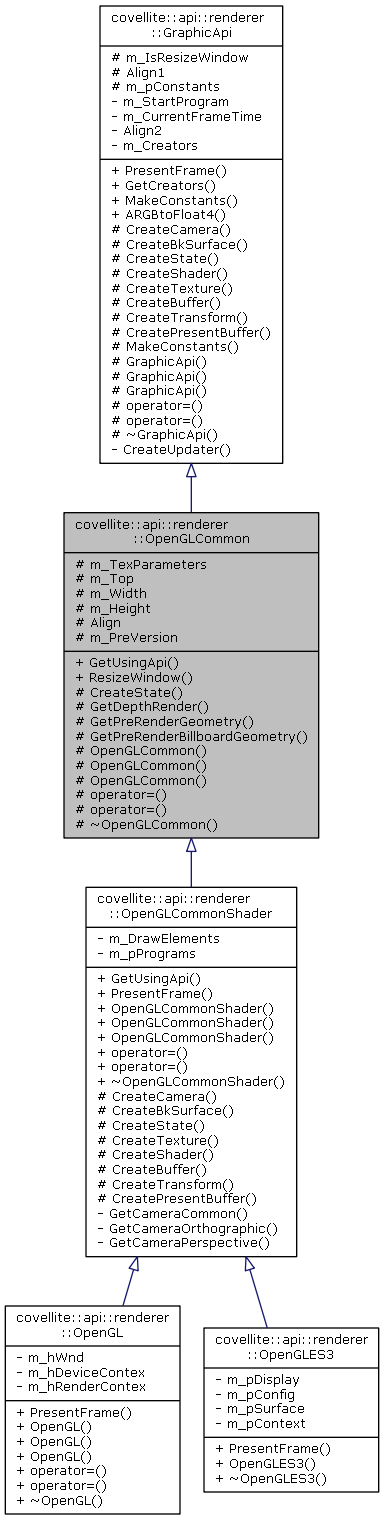 covellite::api::renderer
::GraphicApi
# m_IsResizeWindow
# Align1
# m_pConstants
- m_StartProgram
- m_CurrentFrameTime
- Align2
- m_Creators
+ PresentFrame()
+ GetCreators()
+ MakeConstants()
+ ARGBtoFloat4()
# CreateCamera()
# CreateBkSurface()
# CreateState()
# CreateShader()
# CreateTexture()
# CreateBuffer()
# CreateTransform()
# CreatePresentBuffer()
# MakeConstants()
# GraphicApi()
# GraphicApi()
# GraphicApi()
# operator=()
# operator=()
# ~GraphicApi()
- CreateUpdater()
covellite::api::renderer
::OpenGLCommon
# m_TexParameters
# m_Top
# m_Width
# m_Height
# Align
# m_PreVersion
+ GetUsingApi()
+ ResizeWindow()
# CreateState()
# GetDepthRender()
# GetPreRenderGeometry()
# GetPreRenderBillboardGeometry()
# OpenGLCommon()
# OpenGLCommon()
# OpenGLCommon()
# operator=()
# operator=()
# ~OpenGLCommon()
covellite::api::renderer
::OpenGLCommonShader
- m_DrawElements
- m_pPrograms
+ GetUsingApi()
+ PresentFrame()
+ OpenGLCommonShader()
+ OpenGLCommonShader()
+ OpenGLCommonShader()
+ operator=()
+ operator=()
+ ~OpenGLCommonShader()
# CreateCamera()
# CreateBkSurface()
# CreateState()
# CreateTexture()
# CreateShader()
# CreateBuffer()
# CreateTransform()
# CreatePresentBuffer()
- GetCameraCommon()
- GetCameraOrthographic()
- GetCameraPerspective()
covellite::api::renderer
::OpenGL
- m_hWnd
- m_hDeviceContex
- m_hRenderContex
+ PresentFrame()
+ OpenGL()
+ OpenGL()
+ OpenGL()
+ operator=()
+ operator=()
+ ~OpenGL()
covellite::api::renderer
::OpenGLES3
- m_pDisplay
- m_pConfig
- m_pSurface
- m_pContext
+ PresentFrame()
+ OpenGLES3()
+ ~OpenGLES3()